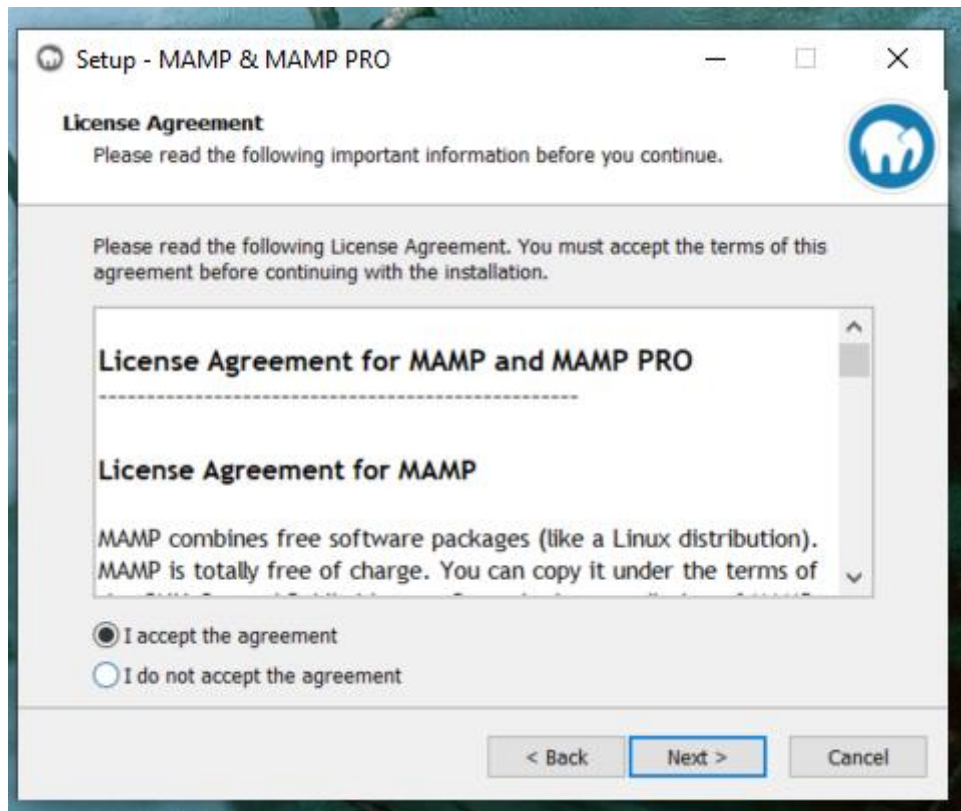 Setup - MAMP & MAMP PRO
License Agreement
Please read the following important information before you continue.
Please read the following License Agreement. You must accept the terms of this
agreement before continuing with the installation.
License Agreement for MAMP and MAMP PRO
------------------------------------------------
License Agreement for MAMP
MAMP combines free software packages (like a Linux distribution).
MAMP is totally free of charge. You can copy it under the terms of
I accept the agreement
I do not accept the agreement
< Back
Next >
Cancel